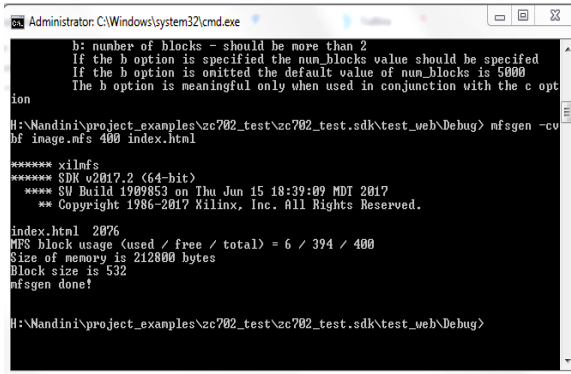 Administrator: C:\Windows\system32\cmd.exe
b: number of blocks - should be more than 2
If the b option is specified the num_blocks value should be specifed
If the b option is omitted the default value of num_blocks is 5000
The b option is meaningful only when used in conjunction with the c opt
ion
H:\Nandini\project_examples\zc702_test\zc702_test.sdk\test_web\Debug> mfsgen -cv
bf image.mfs 400 index.html
****** xilmfs
****** SDK v2017.2 (64-bit)
**** SW Build 1909853 on Thu Jun 15 18:39:09 MDT 2017
** Copyright 1986-2017 Xilinx, Inc. All Rights Reserved.
index.html 2076
MFS block usage (used / free / total) = 6 / 394 / 400
Size of memory is 212800 bytes
Block size is 532
mfsgen done!
H:\Nandini\project_examples\zc702_test\zc702_test.sdk\test_web\Debug>